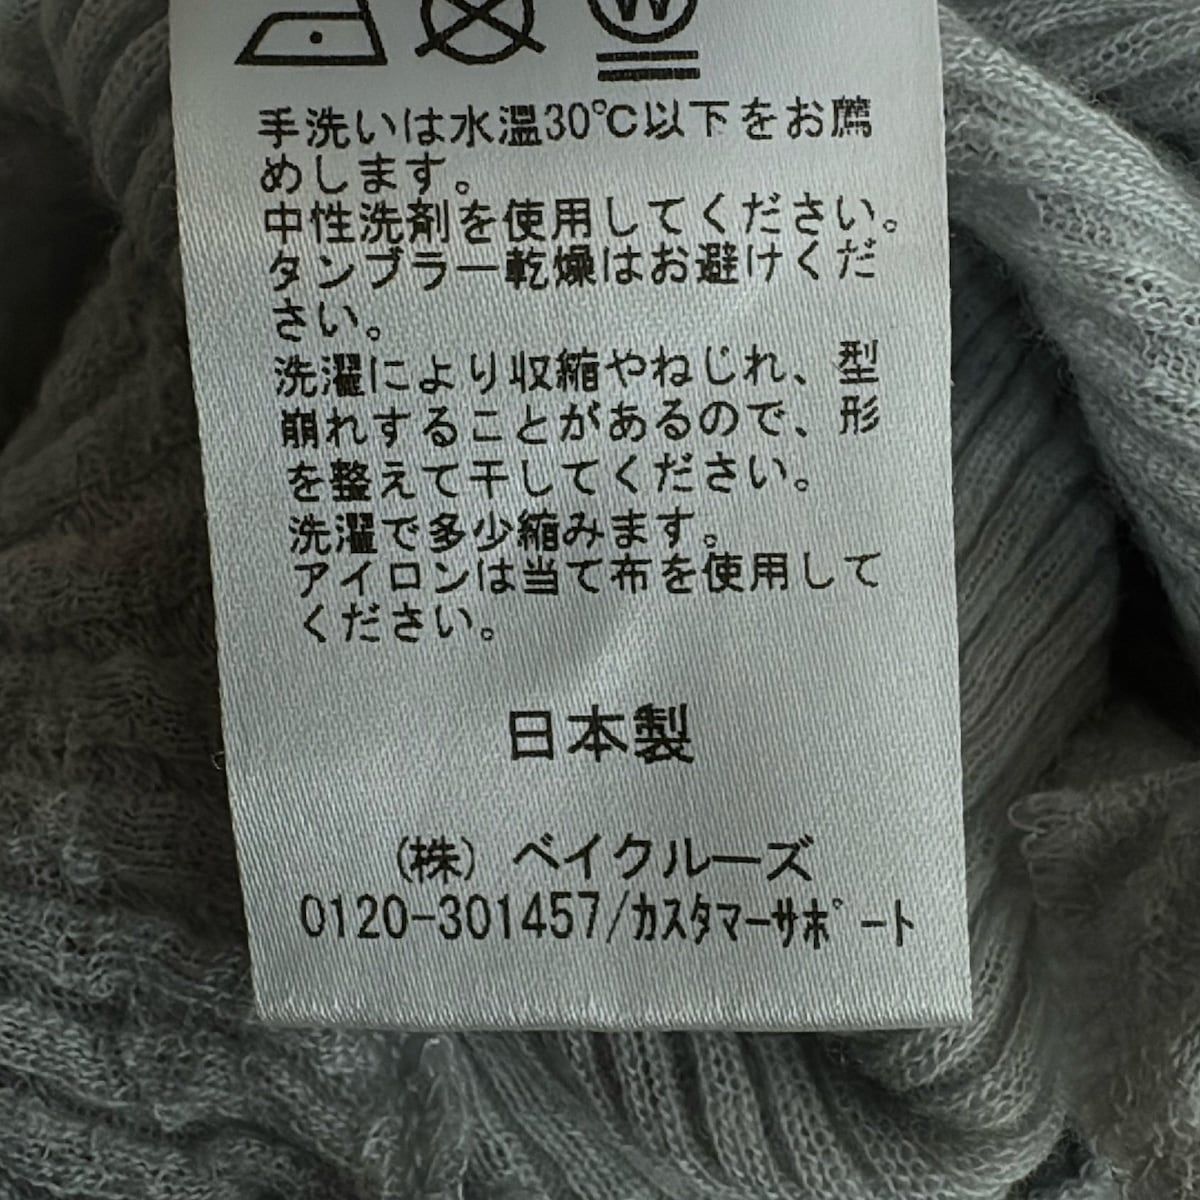 W
手洗いは水温30℃以下をお薦
めします。
中性洗剤を使用してください。
タンブラー乾燥はお避けくだ
さい。
洗濯により収縮やねじれ、型
崩れすることがあるので、形
を整えて干してください。
洗濯で多少縮みます。
アイロンは当て布を使用して
ください。
日本製
(株) ベイクルーズ
0120-301457/ｶｽﾀﾏｰｻﾎﾟｰﾄ